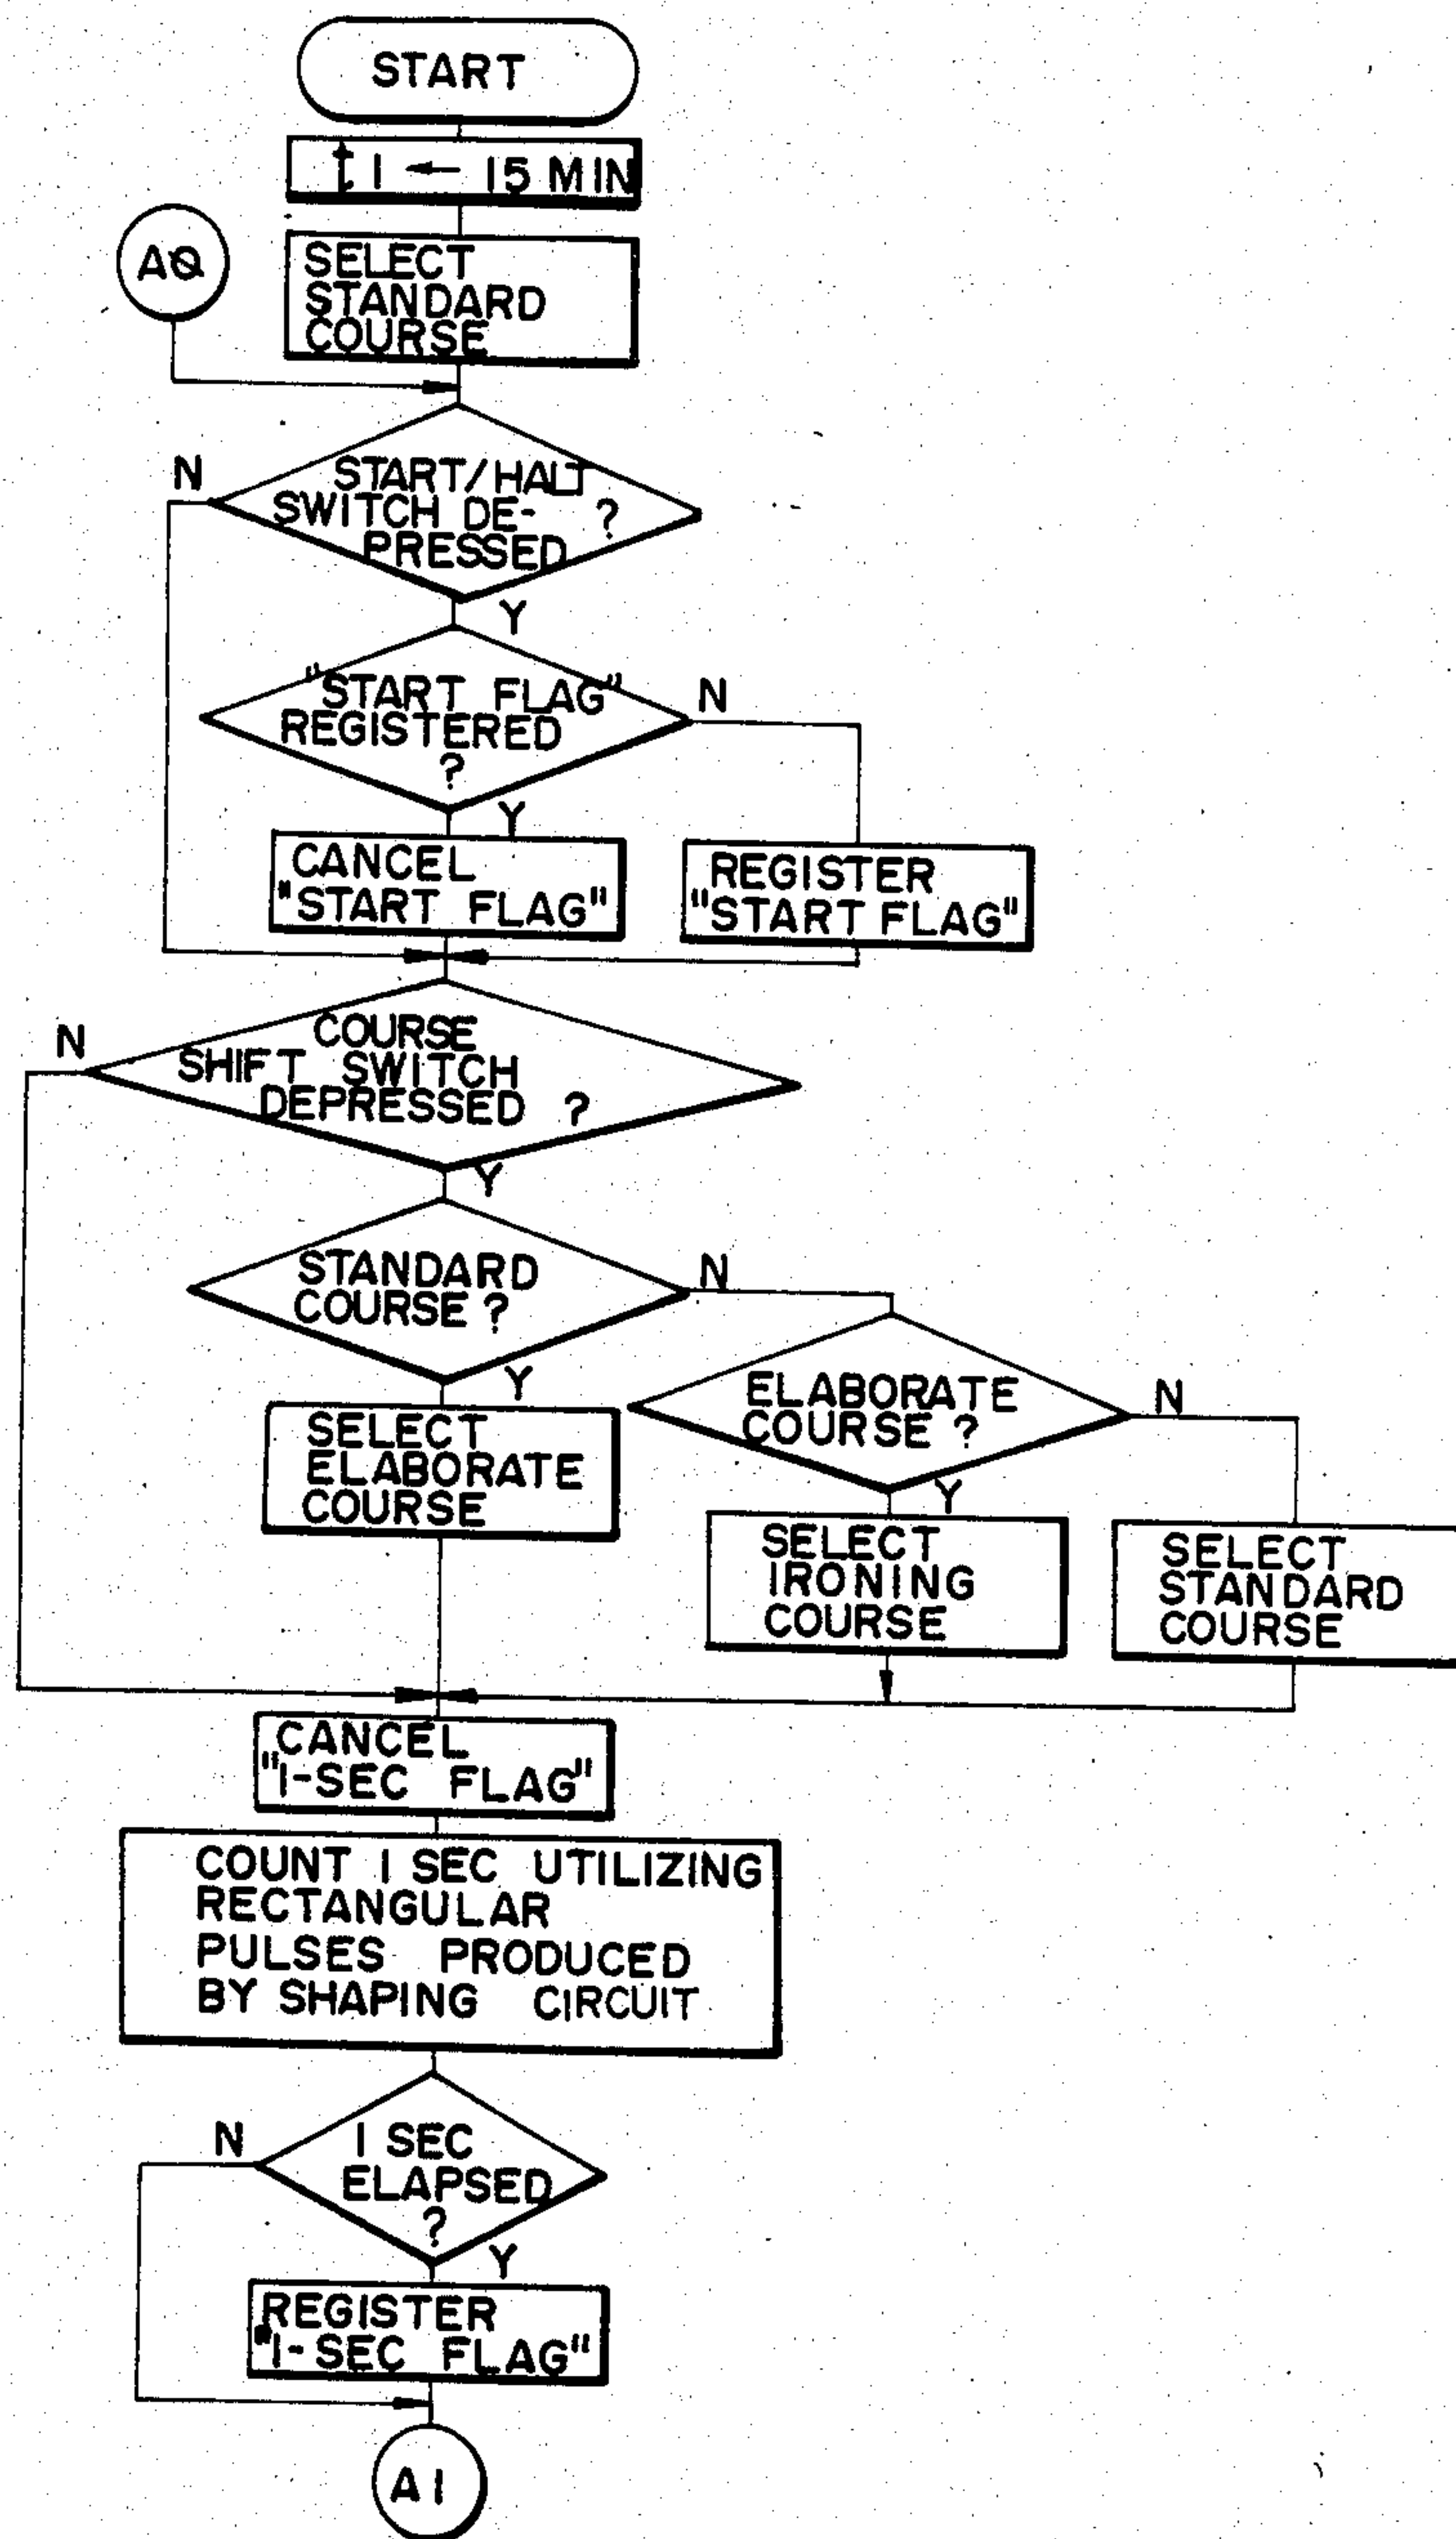 START
t1 ← 15 MIN
A0
SELECT
STANDARD
COURSE
N
START/HALT
SWITCH DE- ?
PRESSED
Y
"START FLAG"
REGISTERED
?
N
Y
CANCEL
"START FLAG"
REGISTER
"START FLAG"
N
COURSE
SHIFT SWITCH
DEPRESSED ?
Y
STANDARD
COURSE ?
N
Y
SELECT
ELABORATE
COURSE
ELABORATE
COURSE ?
N
Y
SELECT
IRONING
COURSE
SELECT
STANDARD
COURSE
CANCEL
"1-SEC FLAG"
COUNT 1 SEC UTILIZING
RECTANGULAR
PULSES PRODUCED
BY SHAPING CIRCUIT
N
1 SEC
ELAPSED
?
Y
REGISTER
"1-SEC FLAG"
A1